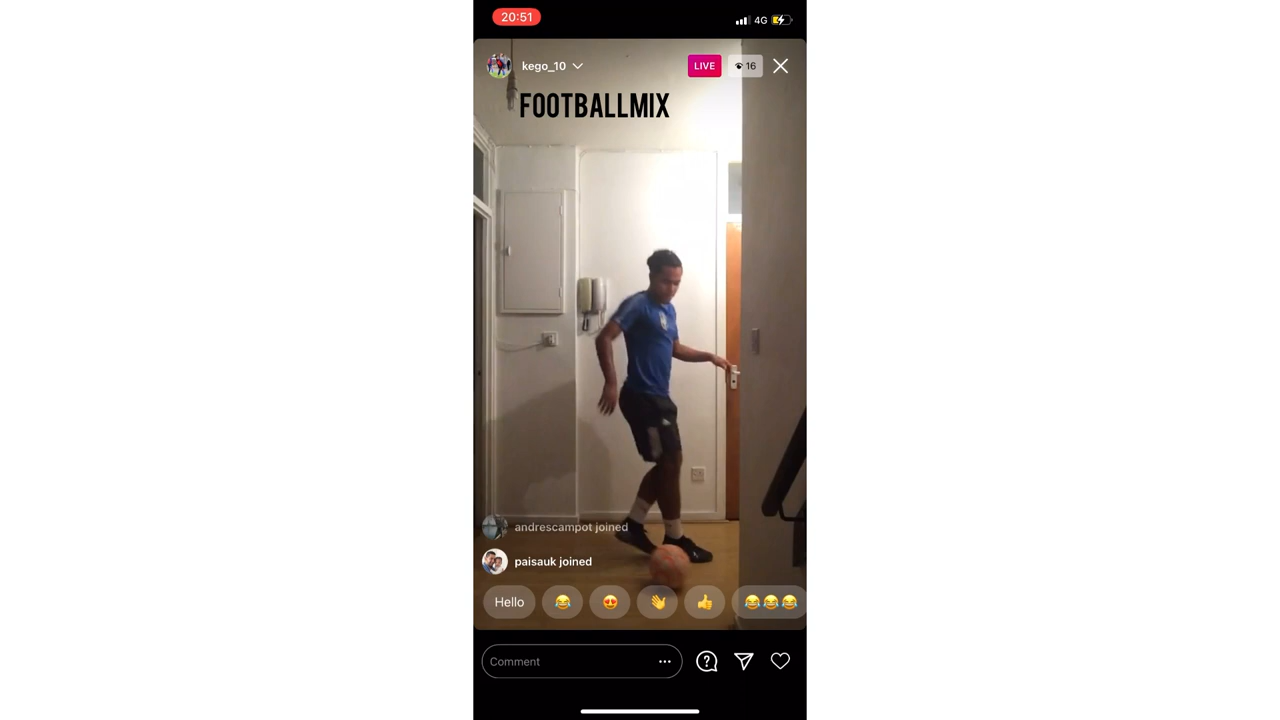 20:51
4G
kego_10
LIVE
16
FOOTBALLMIX
andrescampot joined
paisauk joined
Hello
Comment